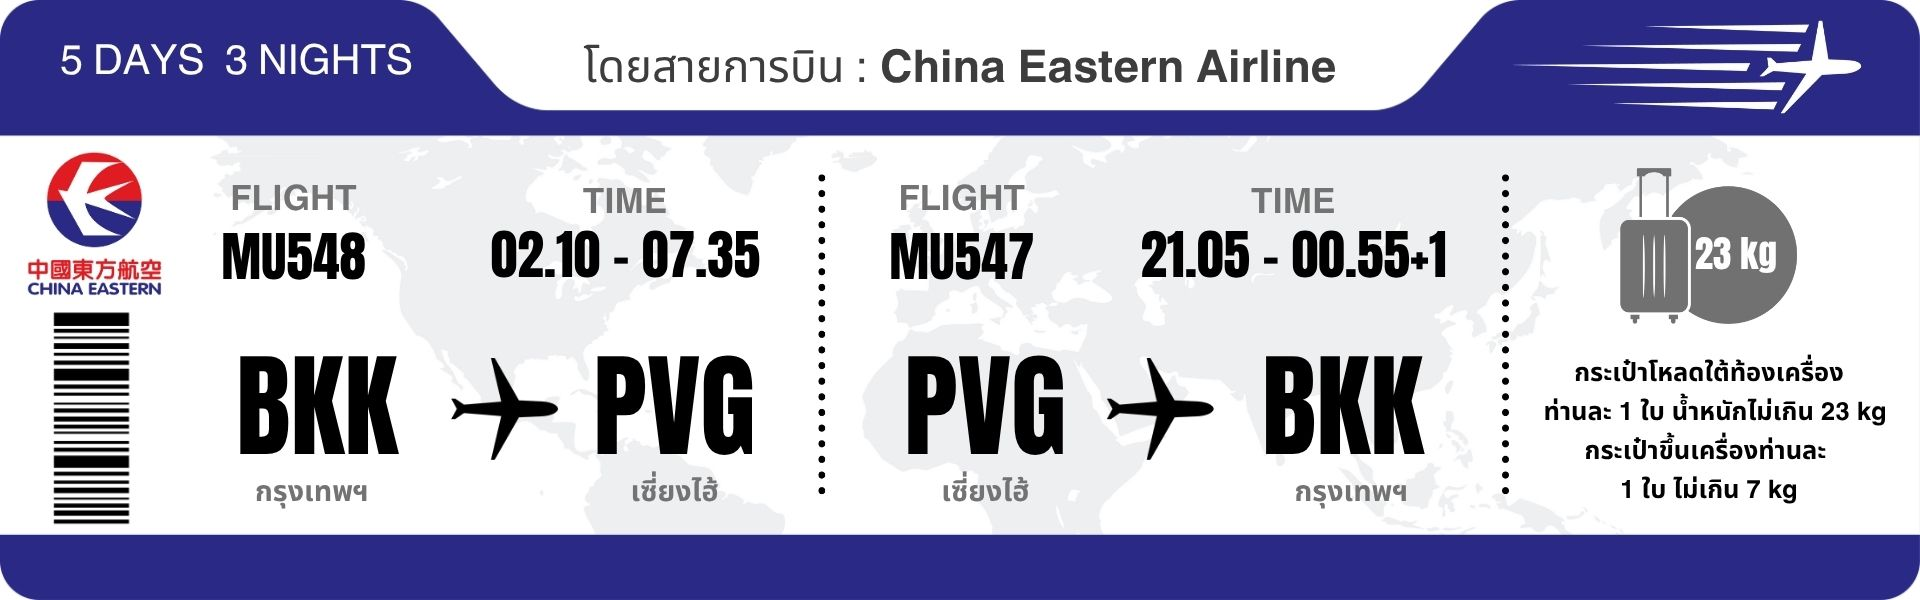 5 DAYS 3 NIGHTS
โดยสายการบิน : China Eastern Airline
中國東方航空
CHINA EASTERN
FLIGHT
MU548
TIME
02.10 - 07.35
BKK
กรุงเทพฯ
PVG
เซี่ยงไฮ้
FLIGHT
MU547
TIME
21.05 - 00.55+1
PVG
เซี่ยงไฮ้
BKK
กรุงเทพฯ
23 kg
กระเป๋าโหลดใต้ท้องเครื่อง
ท่านละ 1 ใบ น้ำหนักไม่เกิน 23 kg
กระเป๋าขึ้นเครื่องท่านละ
1 ใบ ไม่เกิน 7 kg